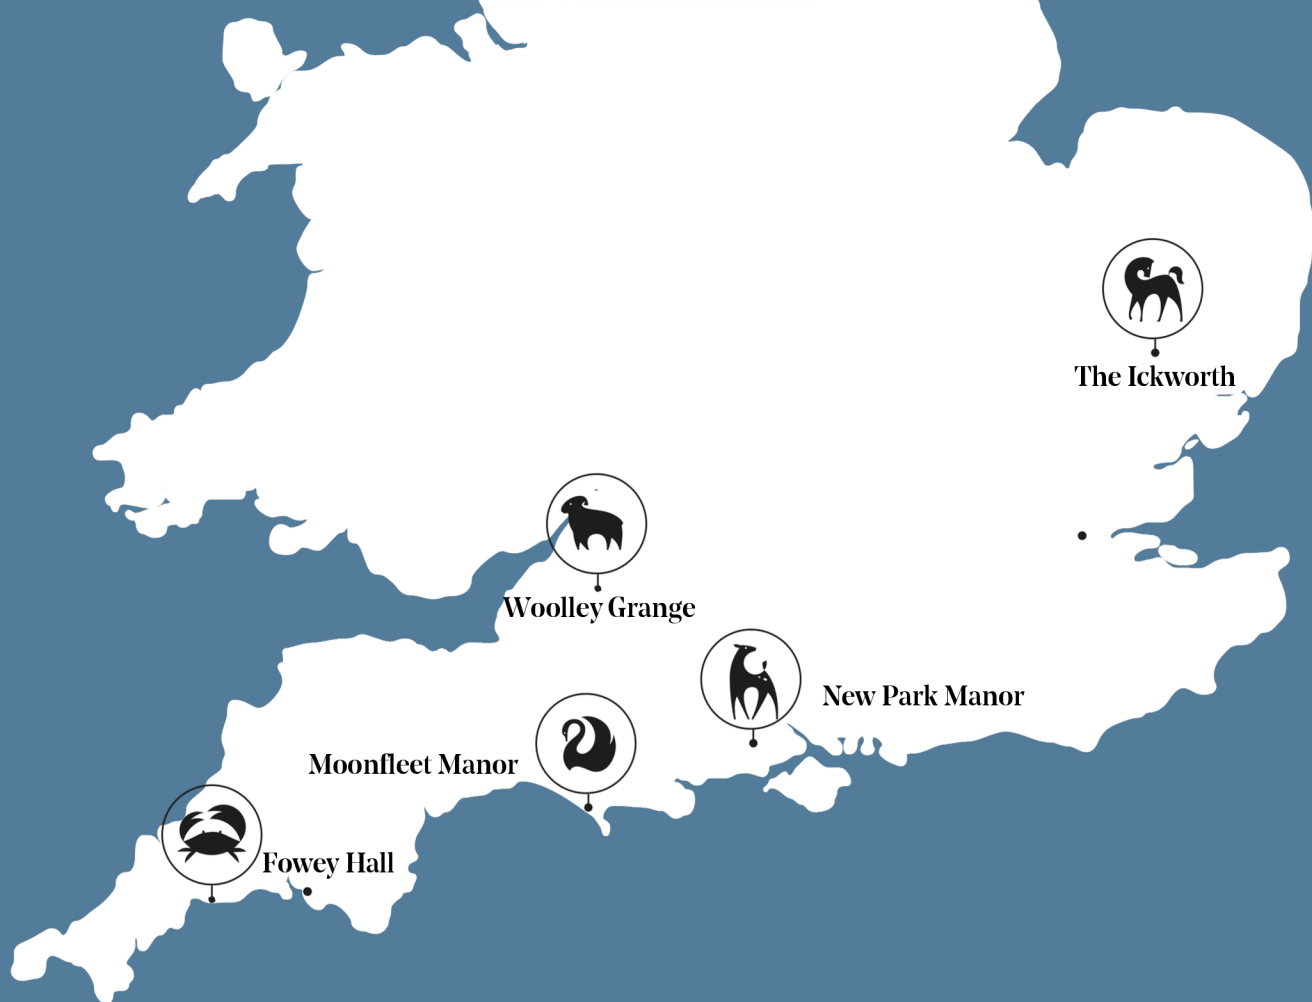 The Ickworth
Woolley Grange
New Park Manor
Moonfleet Manor
Fowey Hall